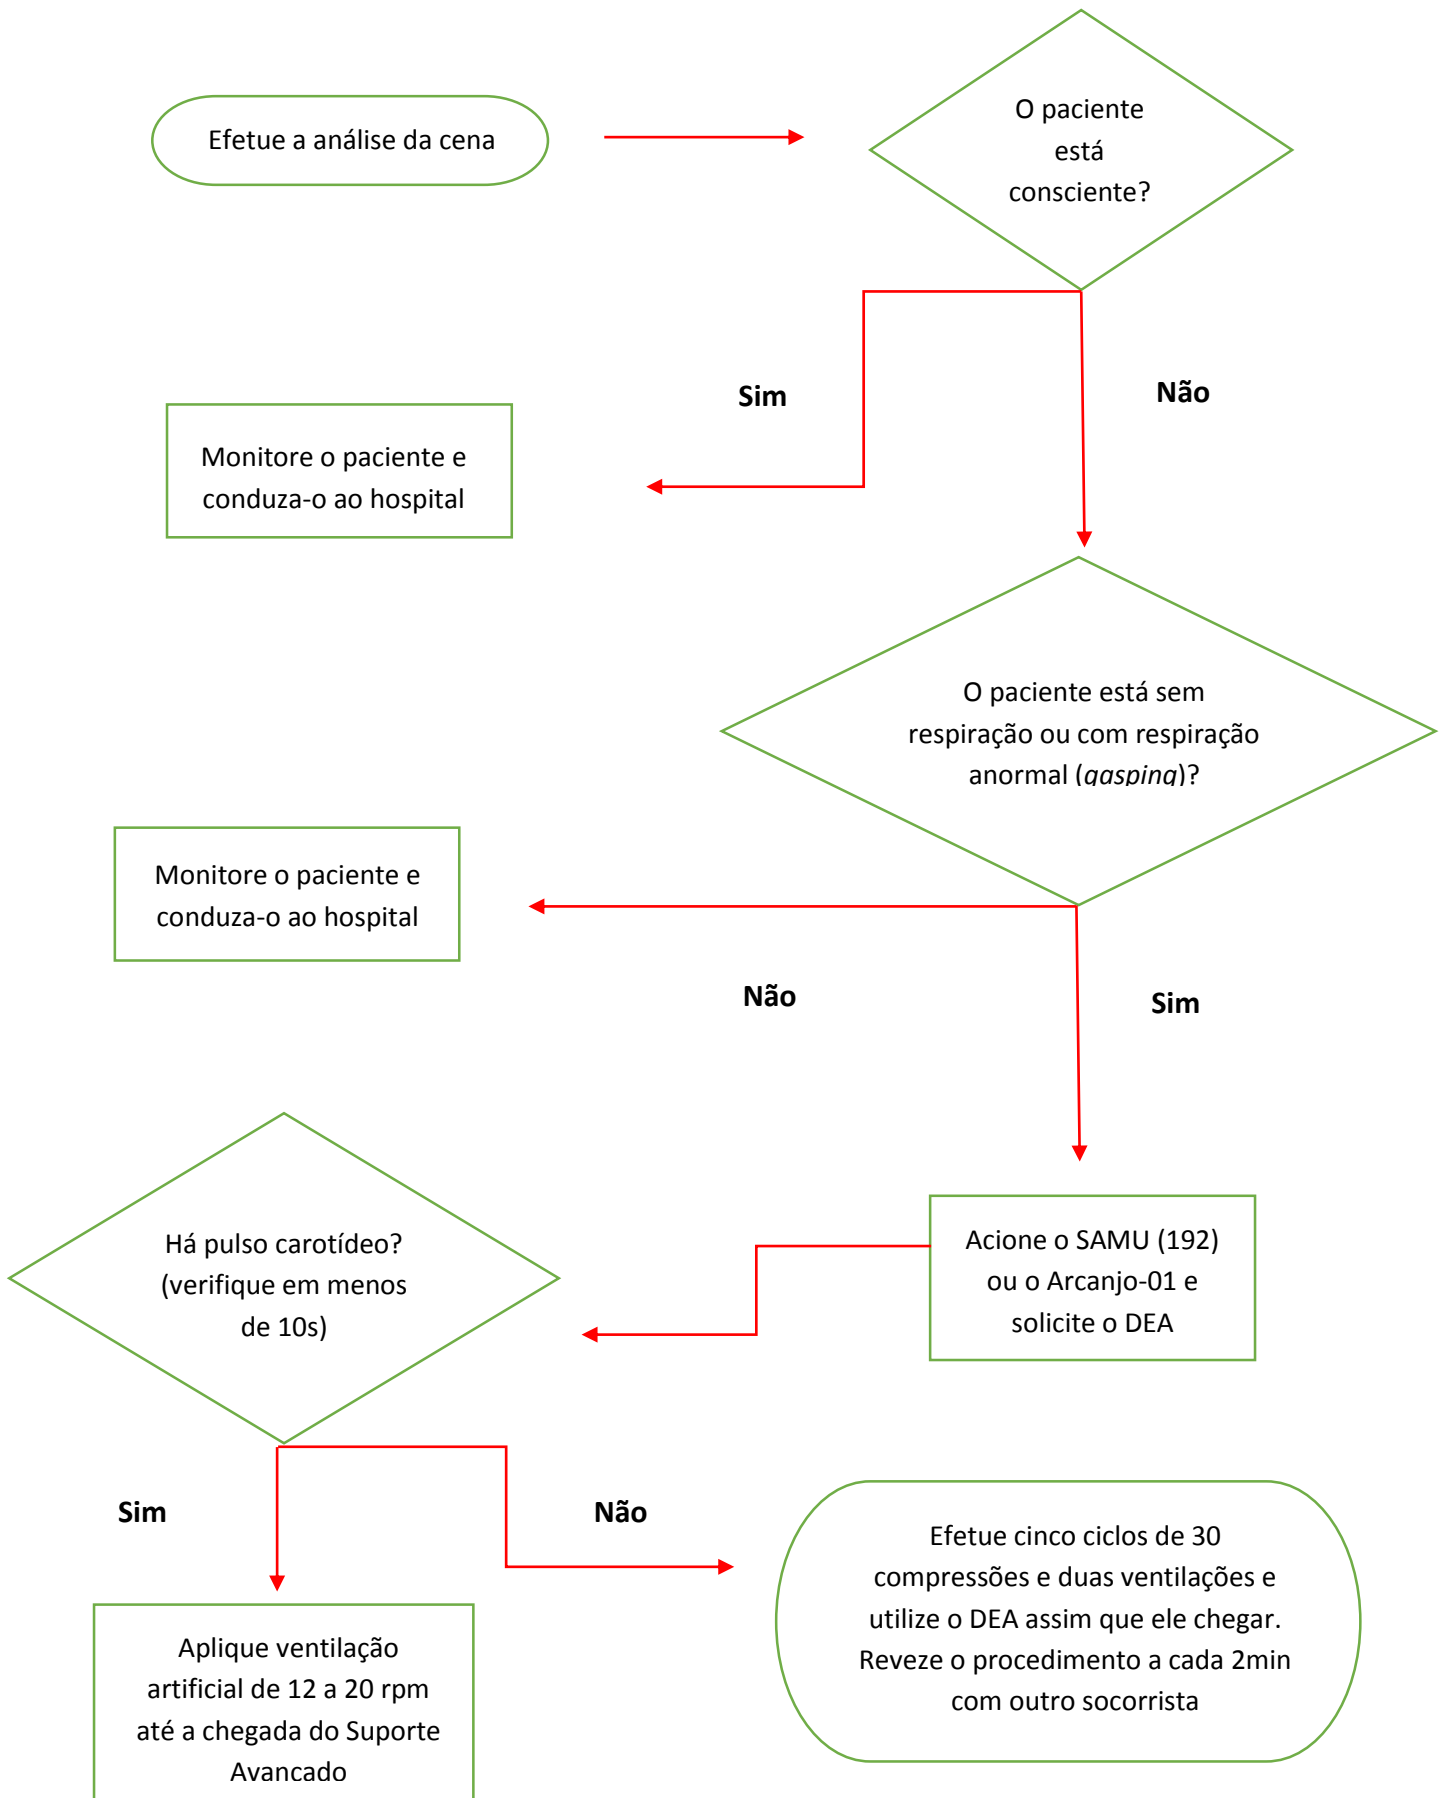 Efetue a análise da cena
O paciente
está
consciente?
Sim
Não
Monitore o paciente e
conduza-o ao hospital
O paciente está sem
respiração ou com respiração
anormal (gasping)?
Monitore o paciente e
conduza-o ao hospital
Não
Sim
Há pulso carotídeo?
(verifique em menos
de 10s)
Acione o SAMU (192)
ou o Arcanjo-01 e
solicite o DEA
Sim
Não
Efetue cinco ciclos de 30
compressões e duas ventilações e
utilize o DEA assim que ele chegar.
Reveze o procedimento a cada 2min
com outro socorrista
Aplique ventilação
artificial de 12 a 20 rpm
até a chegada do Suporte
Avançado